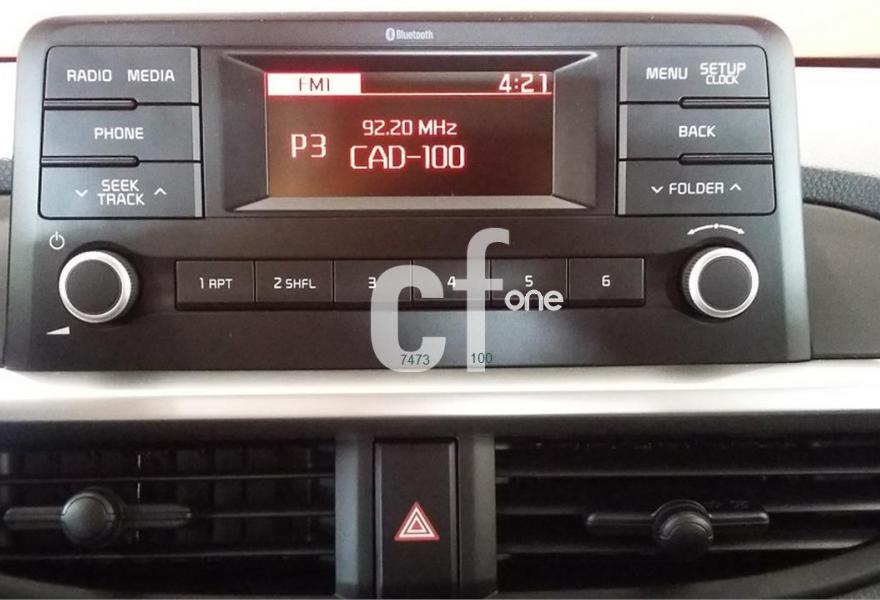 Bluetooth
RADIO MEDIA
FM1 4:21
MENU SETUP CLOCK
92.20 MHz
P3 CAD-100
PHONE
BACK
SEEK TRACK
FOLDER
1 RPT 2 SHFL 3 4 5 6
cf one
7473 100